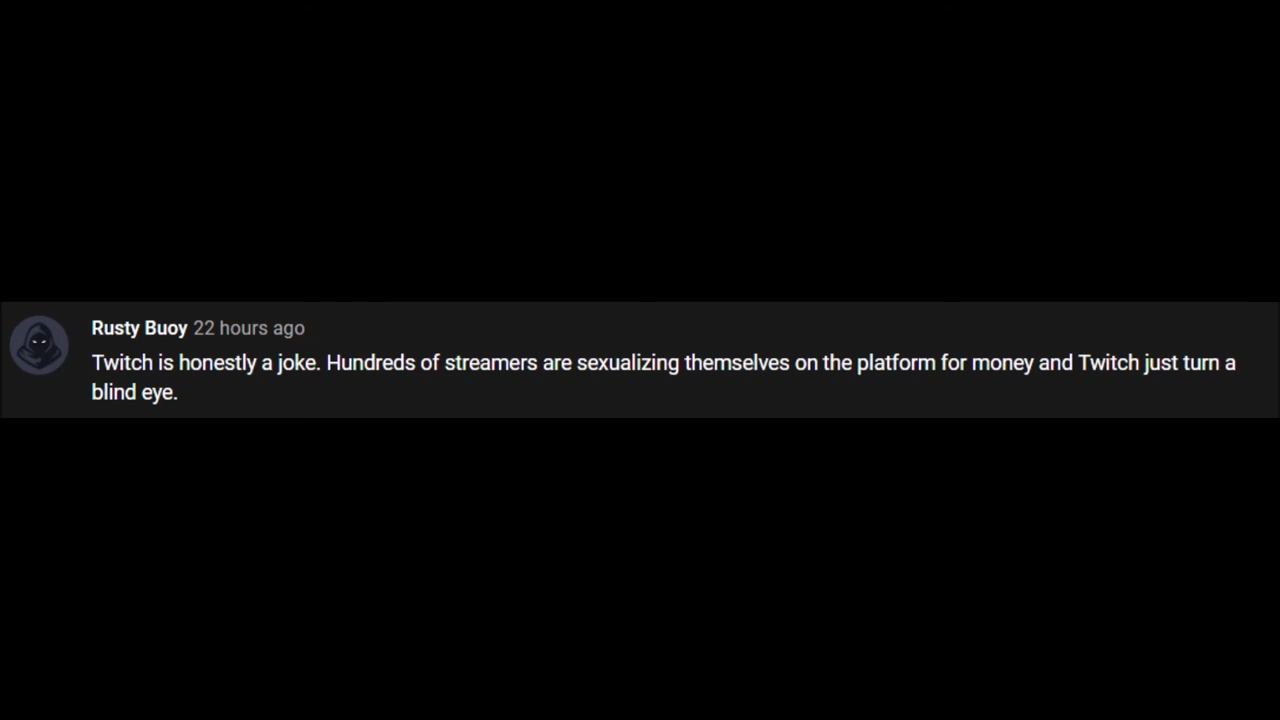 Rusty Buoy 22 hours ago
Twitch is honestly a joke. Hundreds of streamers are sexualizing themselves on the platform for money and Twitch just turn a
blind eye.